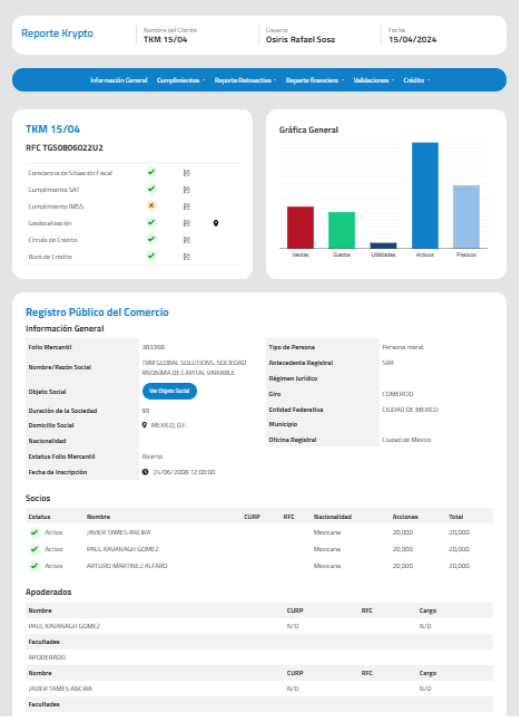 Reporte Krypto
Nombre del Cliente
TKM 15/04
Usuario
Osiris Rafael Sosa
Fecha
15/04/2024
Información General Cumplimientos Reporte Retroactivo Reporte financiero Validaciones Crédito
TKM 15/04
RFC TGS0806022U2
Constancia de Situación Fiscal
Cumplimiento SAT
Cumplimiento IMSS
Geolocalización
Círculo de Crédito
Buró de Crédito
Gráfica General
Ventas Gastos Utilidades Activos Pasivos
Registro Público del Comercio
Información General
Folio Mercantil 383368
Nombre/Razón Social TKM GLOBAL SOLUTIONS, SOCIEDAD ANONIMA DE CAPITAL VARIABLE
Objeto Social Ver Objeto Social
Duración de la Sociedad 99
Domicilio Social MEXICO, D.F.
Nacionalidad
Estatus Folio Mercantil Abierto
Fecha de Inscripción 24/06/2008 12:00:00
Tipo de Persona Persona moral
Antecedente Registral SIIR
Régimen Jurídico
Giro COMERCIO
Entidad Federativa CIUDAD DE MEXICO
Municipio
Oficina Registral Ciudad de México
Socios
Estatus Nombre CURP RFC Nacionalidad Acciones Total
Activo JAVIER TAMES ANCIRA Mexicana 20,000 20,000
Activo PAUL KAVANAGH GOMEZ Mexicana 20,000 20,000
Activo ARTURO MARTINEZ ALFARO Mexicana 20,000 20,000
Apoderados
Nombre CURP RFC Cargo
PAUL KAVANAGH GOMEZ N/D N/D
Facultades
APODERADO
Nombre CURP RFC Cargo
JAVIER TAMES ANCIRA N/D N/D
Facultades